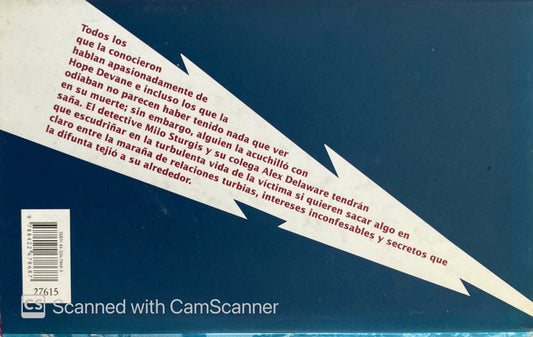 Todos los
que la conocieron
hablan apasionadamente de
Hope Devane e incluso los que la
odiaban no parecen haber tenido nada que ver
en su muerte; sin embargo, alguien la acuchilló con
saña. El detective Milo Sturgis y su colega Alex Delaware tendrán
que escudriñar en la turbulenta vida de la víctima si quieren sacar algo en
claro entre la maraña de relaciones turbias, intereses inconfesables y secretos que
la difunta tejió a su alrededor.
27615
CS Scanned with CamScanner